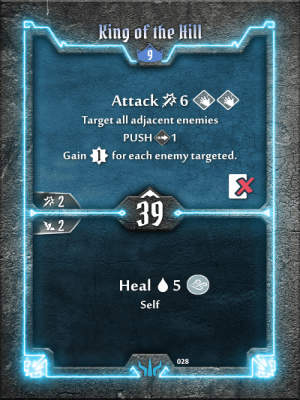 King of the Hill
9
Attack 6
Target all adjacent enemies
PUSH 1
Gain 1 for each enemy targeted.
2
39
2
Heal 5
Self
028